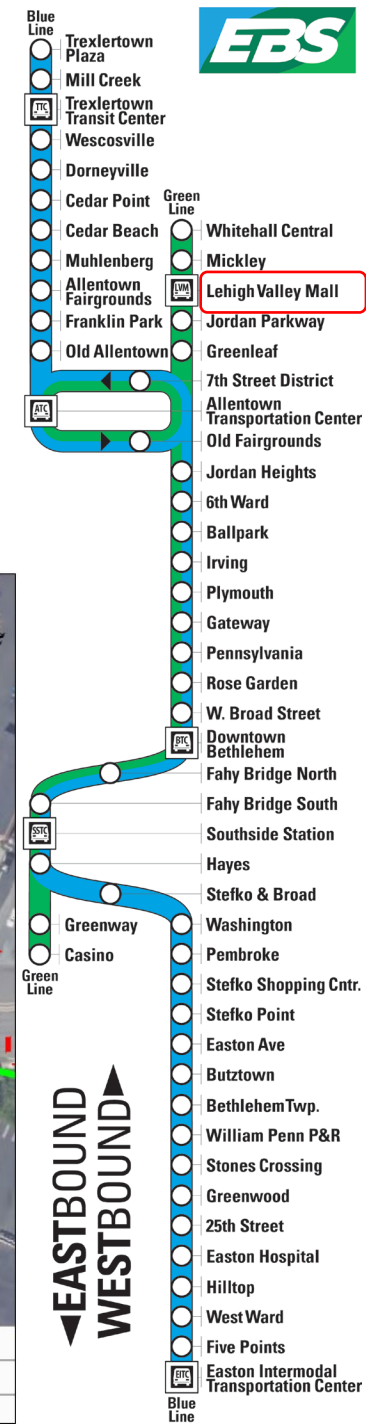 EBS
Blue
Line
Trexlertown
Plaza
Mill Creek
TTC
Trexlertown
Transit Center
Wescosville
Dorneyville
Cedar Point
Cedar Beach
Muhlenberg
Allentown
Fairgrounds
Franklin Park
Old Allentown
Green
Line
Whitehall Central
Mickley
LVM
Lehigh Valley Mall
Jordan Parkway
Greenleaf
7th Street District
ATC
Allentown
Transportation Center
Old Fairgrounds
Jordan Heights
6th Ward
Ballpark
Irving
Plymouth
Gateway
Pennsylvania
Rose Garden
W. Broad Street
BTC
Downtown
Bethlehem
Fahy Bridge North
Fahy Bridge South
SSTC
Southside Station
Hayes
Stefko & Broad
Greenway
Casino
Green
Line
Washington
Pembroke
Stefko Shopping Cntr.
Stefko Point
Easton Ave
Butztown
Bethlehem Twp.
William Penn P&R
Stones Crossing
Greenwood
25th Street
Easton Hospital
Hilltop
West Ward
Five Points
EITC
Easton Intermodal
Transportation Center
Blue
Line
EASTBOUND
WESTBOUND